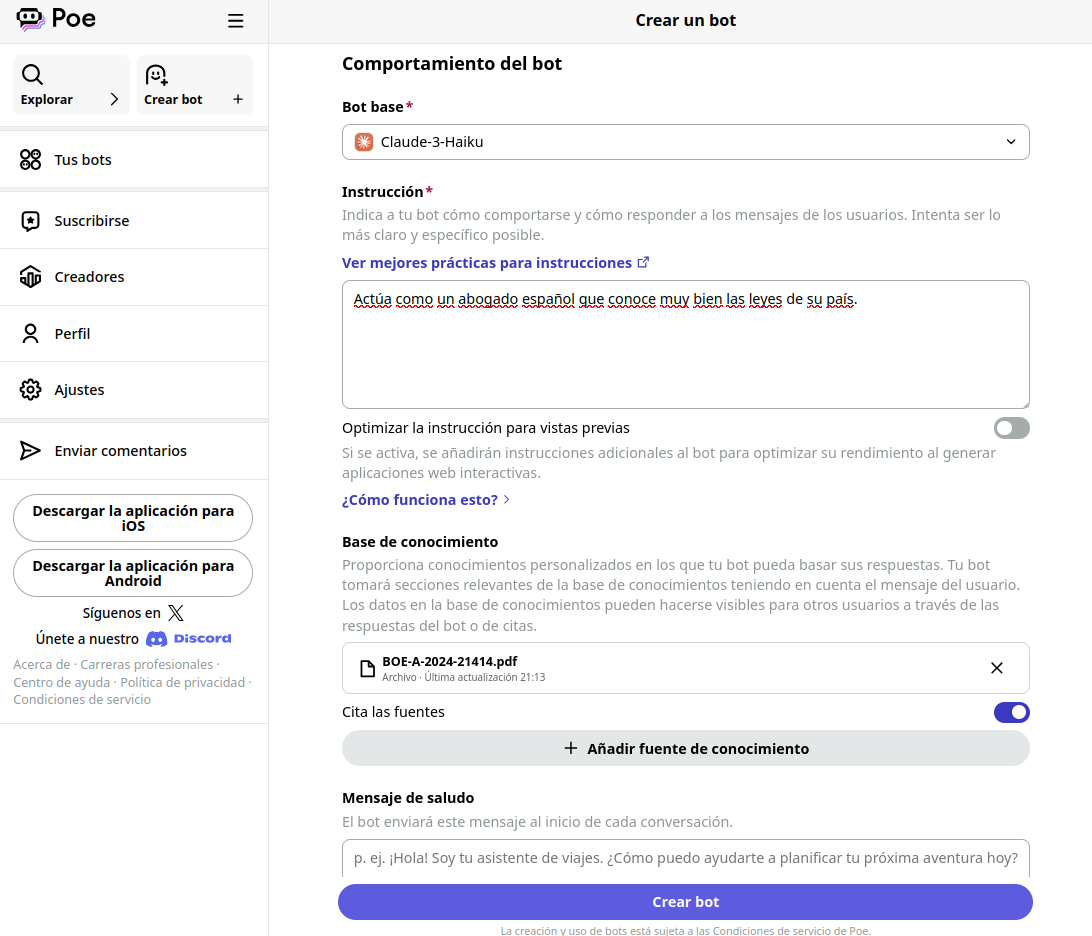 Poe
Explorar
Crear bot
Tus bots
Suscribirse
Creadores
Perfil
Ajustes
Enviar comentarios
Descargar la aplicación para
iOS
Descargar la aplicación para
Android
Síguenos en X
Únete a nuestro Discord
Acerca de · Carreras profesionales ·
Centro de ayuda · Política de privacidad ·
Condiciones de servicio
Crear un bot
Comportamiento del bot
Bot base*
Claude-3-Haiku
Instrucción*
Indica a tu bot cómo comportarse y cómo responder a los mensajes de los usuarios. Intenta ser lo
más claro y específico posible.
Ver mejores prácticas para instrucciones
Actúa como un abogado español que conoce muy bien las leyes de su país.
Optimizar la instrucción para vistas previas
Si se activa, se añadirán instrucciones adicionales al bot para optimizar su rendimiento al generar
aplicaciones web interactivas.
¿Cómo funciona esto?
Base de conocimiento
Proporciona conocimientos personalizados en los que tu bot pueda basar sus respuestas. Tu bot
tomará secciones relevantes de la base de conocimientos teniendo en cuenta el mensaje del usuario.
Los datos en la base de conocimientos pueden hacerse visibles para otros usuarios a través de las
respuestas del bot o de citas.
BOE-A-2024-21414.pdf
Archivo · Última actualización 21:13
Cita las fuentes
Añadir fuente de conocimiento
Mensaje de saludo
El bot enviará este mensaje al inicio de cada conversación.
p. ej. ¡Hola! Soy tu asistente de viajes. ¿Cómo puedo ayudarte a planificar tu próxima aventura hoy?
Crear bot
La creación y uso de bots está sujeta a las Condiciones de servicio de Poe.